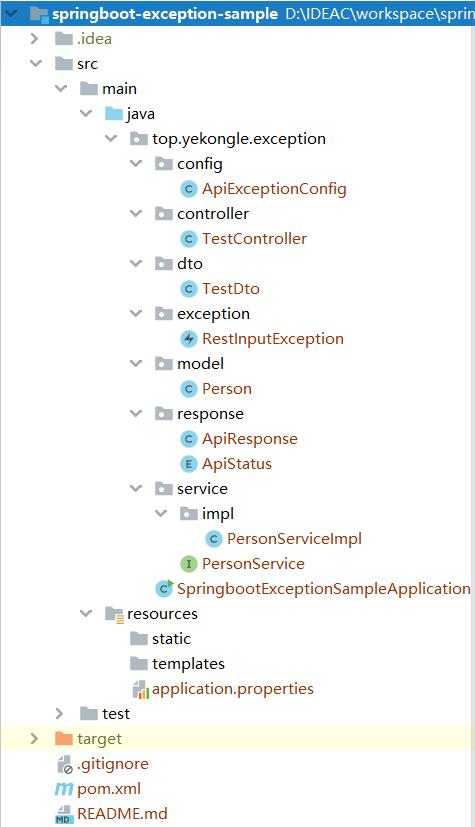 springboot-exception-sample D:\IDEAC\workspace\spring
.idea
src
main
java
top.yekongle.exception
config
C ApiExceptionConfig
controller
C TestController
dto
C TestDto
exception
RestInputException
model
C Person
response
C ApiResponse
E ApiStatus
service
impl
C PersonServiceImpl
I PersonService
C SpringbootExceptionSampleApplication
resources
static
templates
application.properties
test
target
.gitignore
m pom.xml
MD README.md